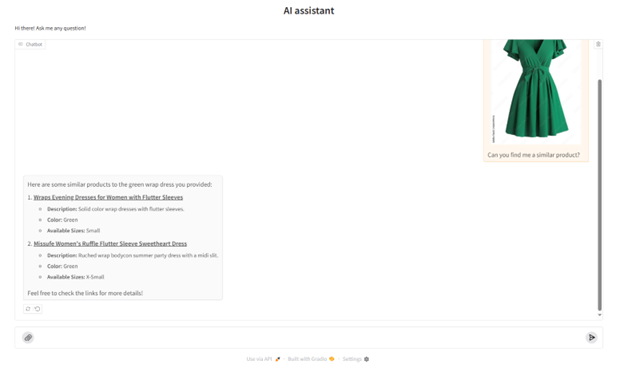 AI assistant
Hi there! Ask me any question!
Chatbot
Can you find me a similar product?
Here are some similar products to the green wrap dress you provided:
1. Wraps Evening Dresses for Women with Flutter Sleeves
Description: Solid color wrap dresses with flutter sleeves.
Color: Green
Available Sizes: Small
2. Missufe Women's Ruffle Flutter Sleeve Sweetheart Dress
Description: Ruched wrap bodycon summer party dress with a midi slit.
Color: Green
Available Sizes: X-Small
Feel free to check the links for more details!
Use via API · Built with Gradio · Settings